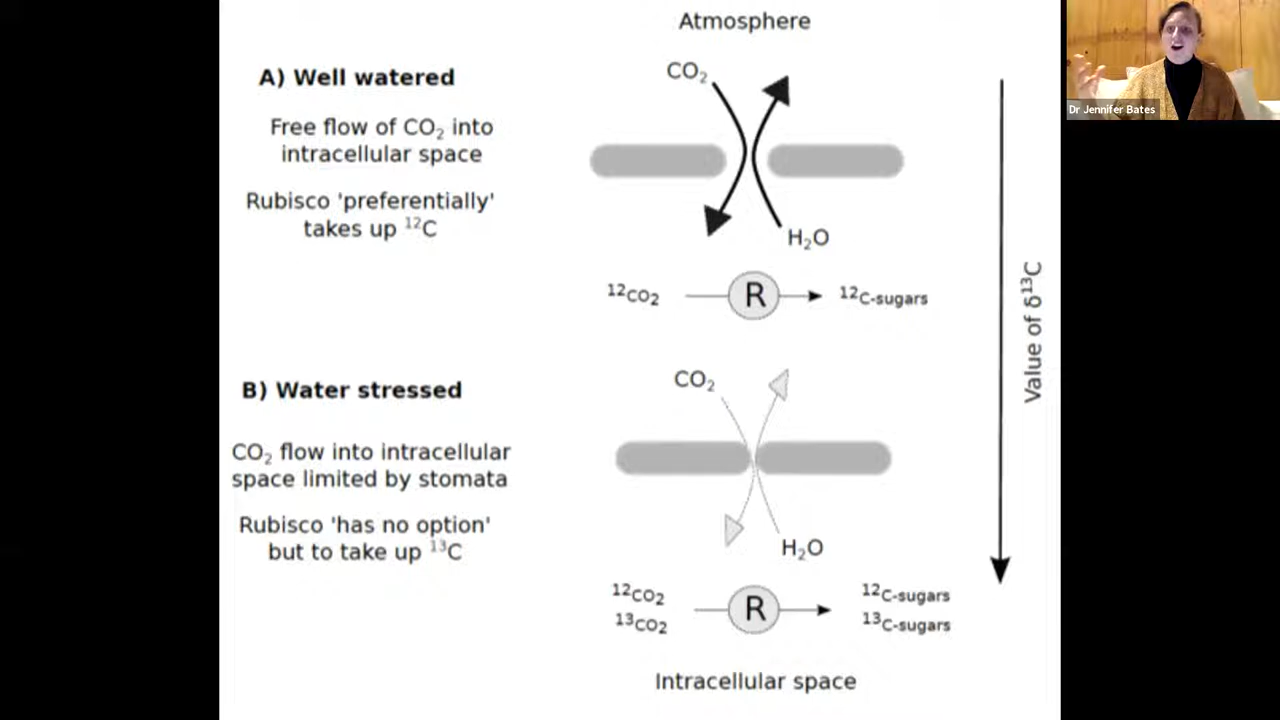 Atmosphere
A) Well watered
Free flow of CO₂ into
intracellular space
Rubisco 'preferentially'
takes up ¹²C
CO₂
H₂O
¹²CO₂
R
¹²C-sugars
B) Water stressed
CO₂ flow into intracellular
space limited by stomata
Rubisco 'has no option'
but to take up ¹³C
CO₂
H₂O
¹²CO₂
¹³CO₂
R
¹²C-sugars
¹³C-sugars
Intracellular space
Value of δ¹³C
Dr Jennifer Bates